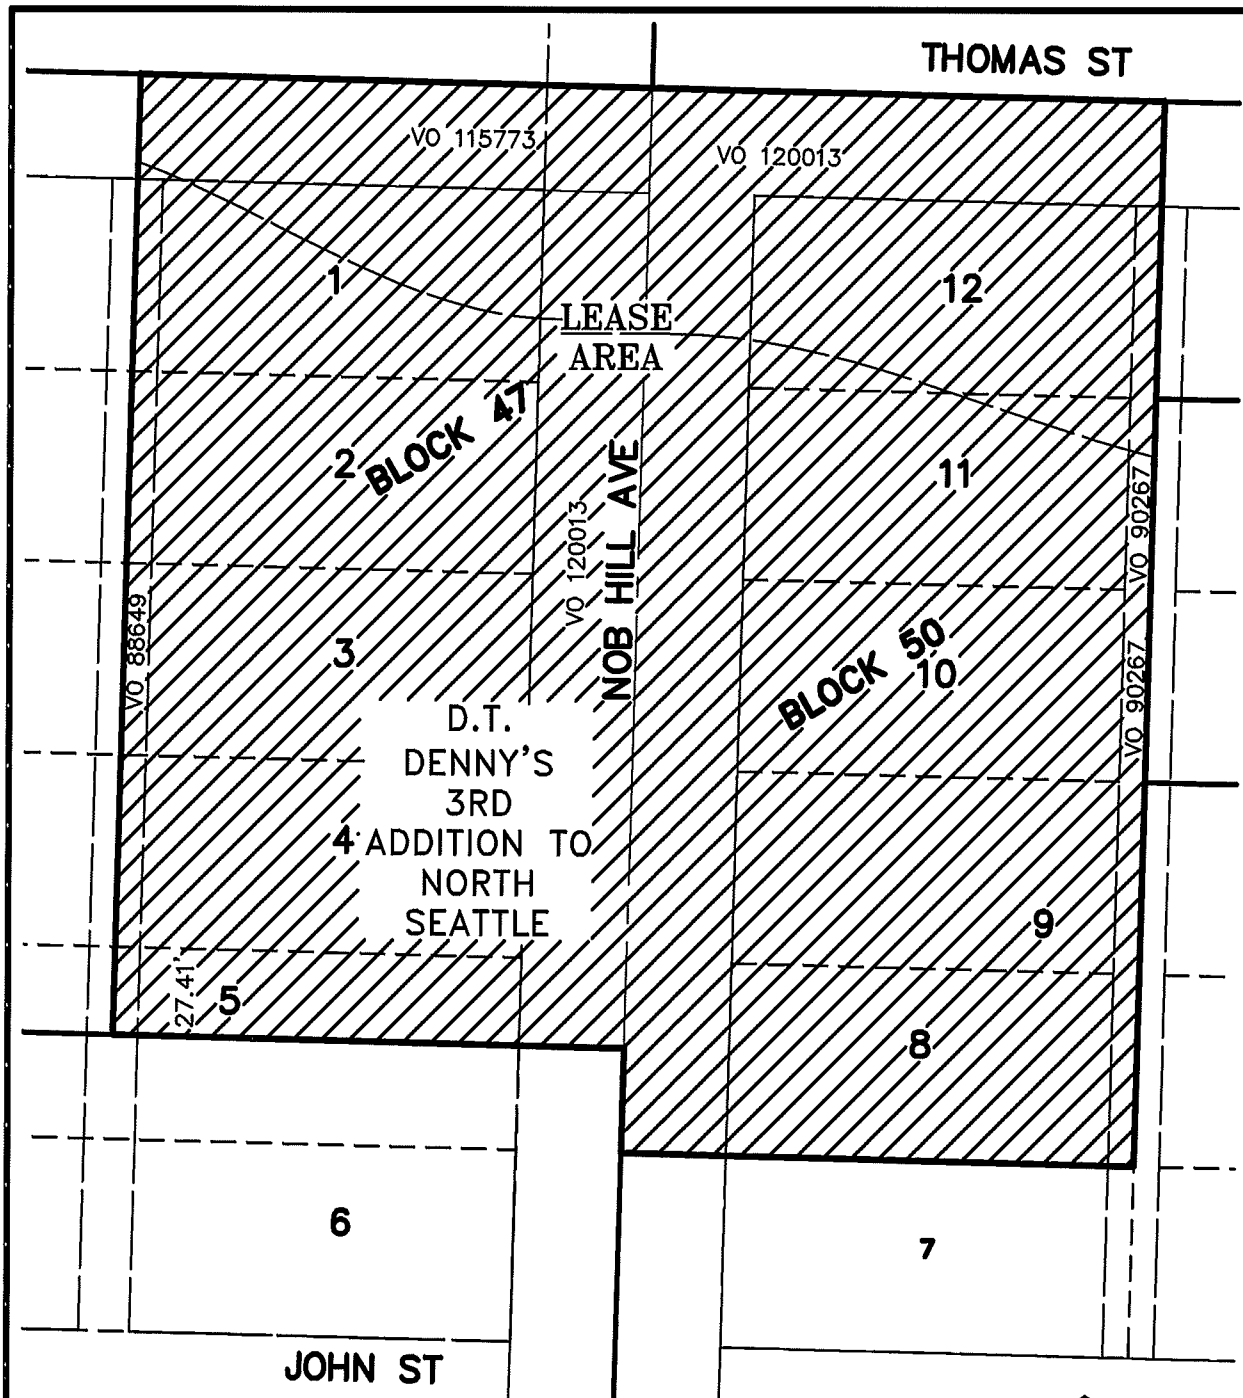 THOMAS ST
VO 115773
VO 120013
1
12
LEASE
AREA
BLOCK 47
2
11
VO 90267
NOB HILL AVE
VO 120013
VO 88649
3
BLOCK 50
10
VO 90267
D.T.
DENNY'S
3RD
4
ADDITION TO
NORTH
SEATTLE
9
27.41'
5
8
6
7
JOHN ST